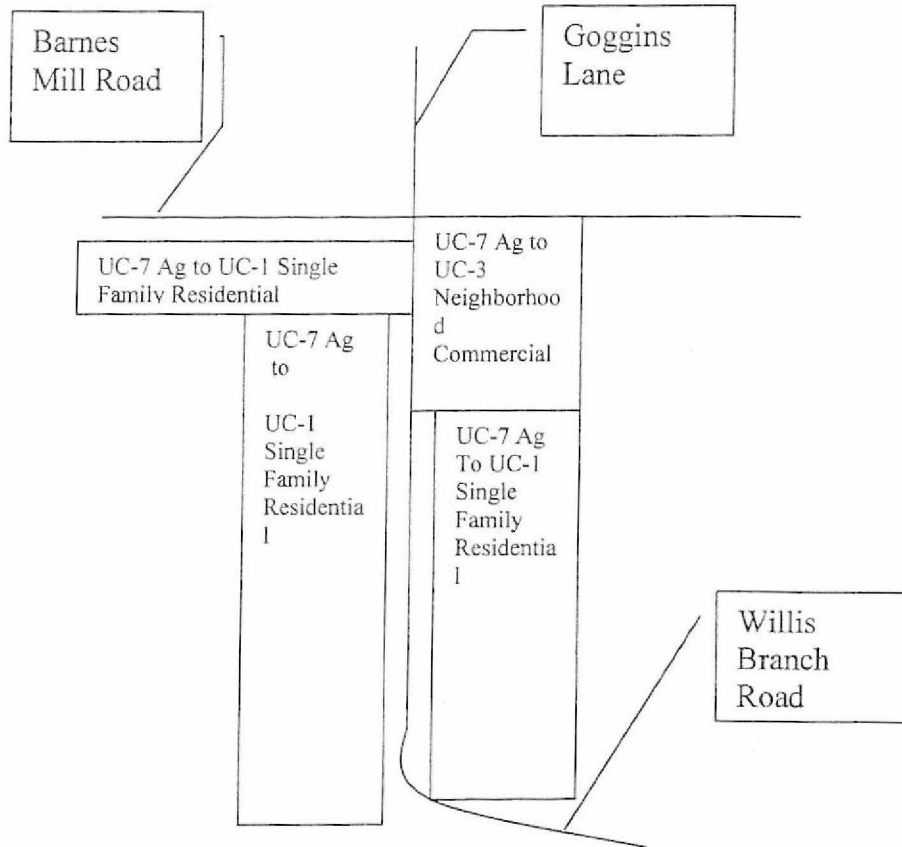 Barnes
Mill Road
Goggins
Lane
UC-7 Ag to UC-1 Single
Family Residential
UC-7 Ag to
UC-3
Neighborhoo
d
Commercial
UC-7 Ag
to
UC-1
Single
Family
Residentia
l
UC-7 Ag
To UC-1
Single
Family
Residentia
l
Willis
Branch
Road